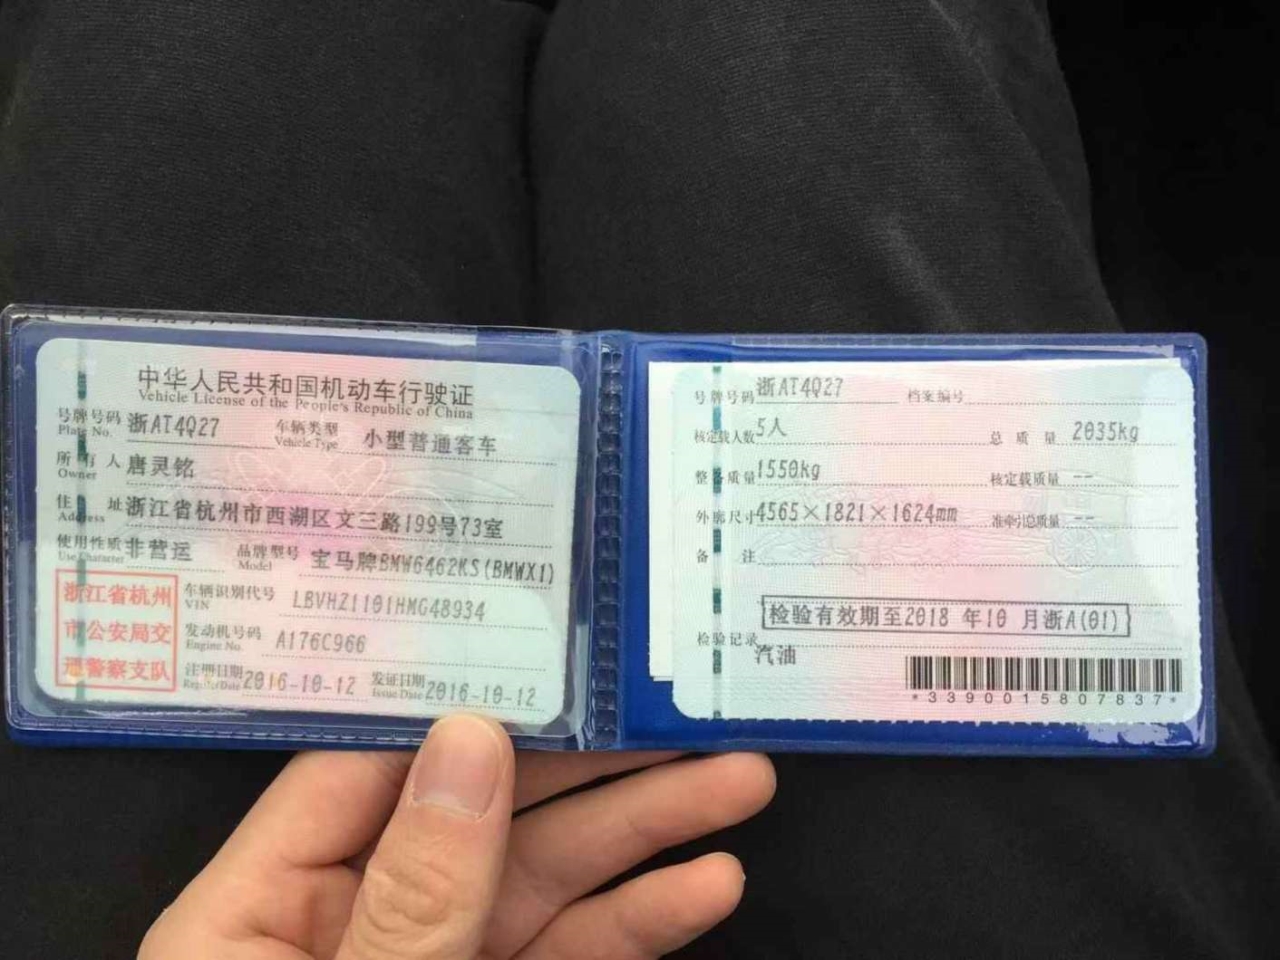 中华人民共和国机动车行驶证
Vehicle License of the People's Republic of China
号牌号码 浙AT4Q27 车辆类型 小型普通客车
Plate No. Vehicle Type
所有人 唐灵铭
Owner
住址 浙江省杭州市西湖区文三路199号73室
Address
使用性质 非营运 品牌型号 宝马牌BMW6462KS(BMWX1)
Use Character Model
浙江省杭州
市公安局交
通警察支队
车辆识别代号 LBVHZ1101HMG48934
VIN
发动机号码 A176C966
Engine No.
注册日期 2016-10-12 发证日期 2016-10-12
Register Date Issue Date
号牌号码 浙AT4Q27 档案编号
核定载人数 5人 总质量 2035kg
整备质量 1550kg 核定载质量 --
外廓尺寸 4565×1821×1624mm 准牵引总质量 --
备注
检验有效期至2018 年10 月浙A(01)
检验记录
汽油
*3390015807837*